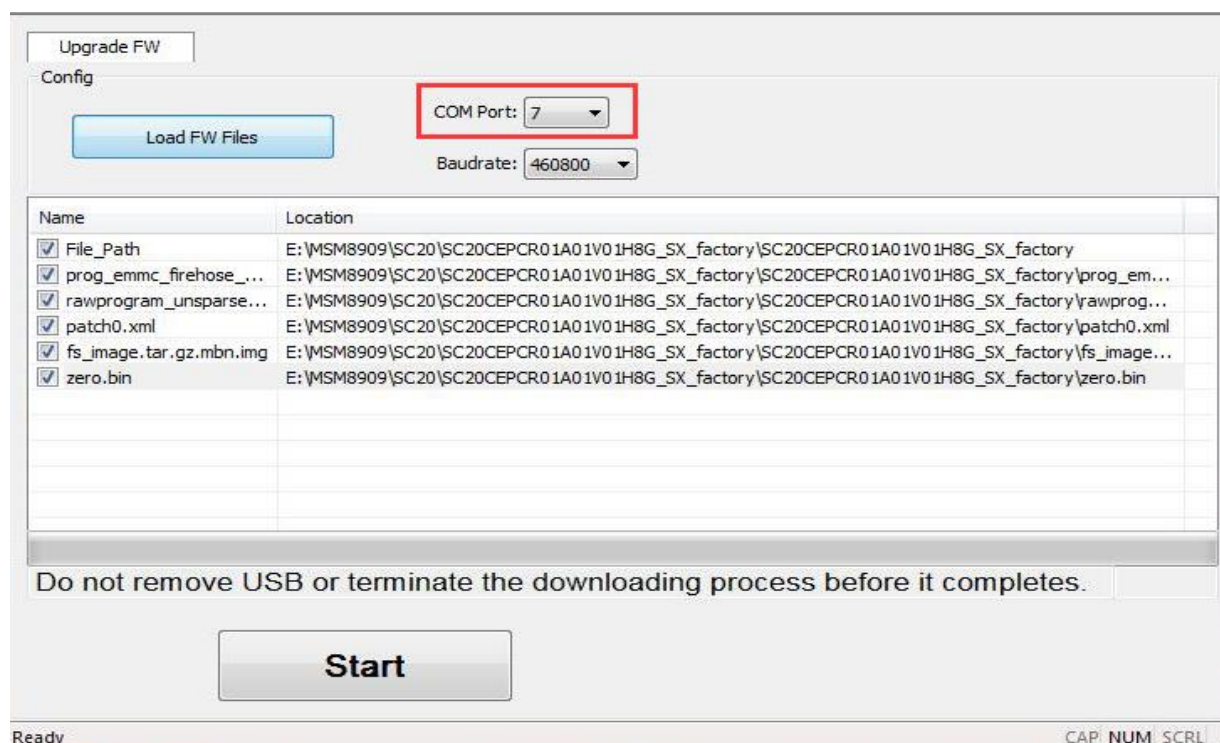 Upgrade FW
Config
Load FW Files
COM Port: 7
Baudrate: 460800
Name Location
File_Path E:\MSM8909\SC20\SC20CEPCR01A01V01H8G_SX_factory\SC20CEPCR01A01V01H8G_SX_factory
prog_emmc_firehose_... E:\MSM8909\SC20\SC20CEPCR01A01V01H8G_SX_factory\SC20CEPCR01A01V01H8G_SX_factory\prog_em...
rawprogram_unsparse... E:\MSM8909\SC20\SC20CEPCR01A01V01H8G_SX_factory\SC20CEPCR01A01V01H8G_SX_factory\rawprog...
patch0.xml E:\MSM8909\SC20\SC20CEPCR01A01V01H8G_SX_factory\SC20CEPCR01A01V01H8G_SX_factory\patch0.xml
fs_image.tar.gz.mbn.img E:\MSM8909\SC20\SC20CEPCR01A01V01H8G_SX_factory\SC20CEPCR01A01V01H8G_SX_factory\fs_image...
zero.bin E:\MSM8909\SC20\SC20CEPCR01A01V01H8G_SX_factory\SC20CEPCR01A01V01H8G_SX_factory\zero.bin
Do not remove USB or terminate the downloading process before it completes.
Start
Ready CAP NUM SCRL